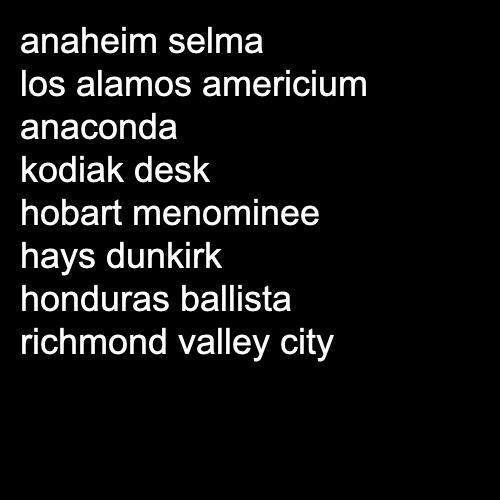 anaheim selma
los alamos americium
anaconda
kodiak desk
hobart menominee
hays dunkirk
honduras ballista
richmond valley city